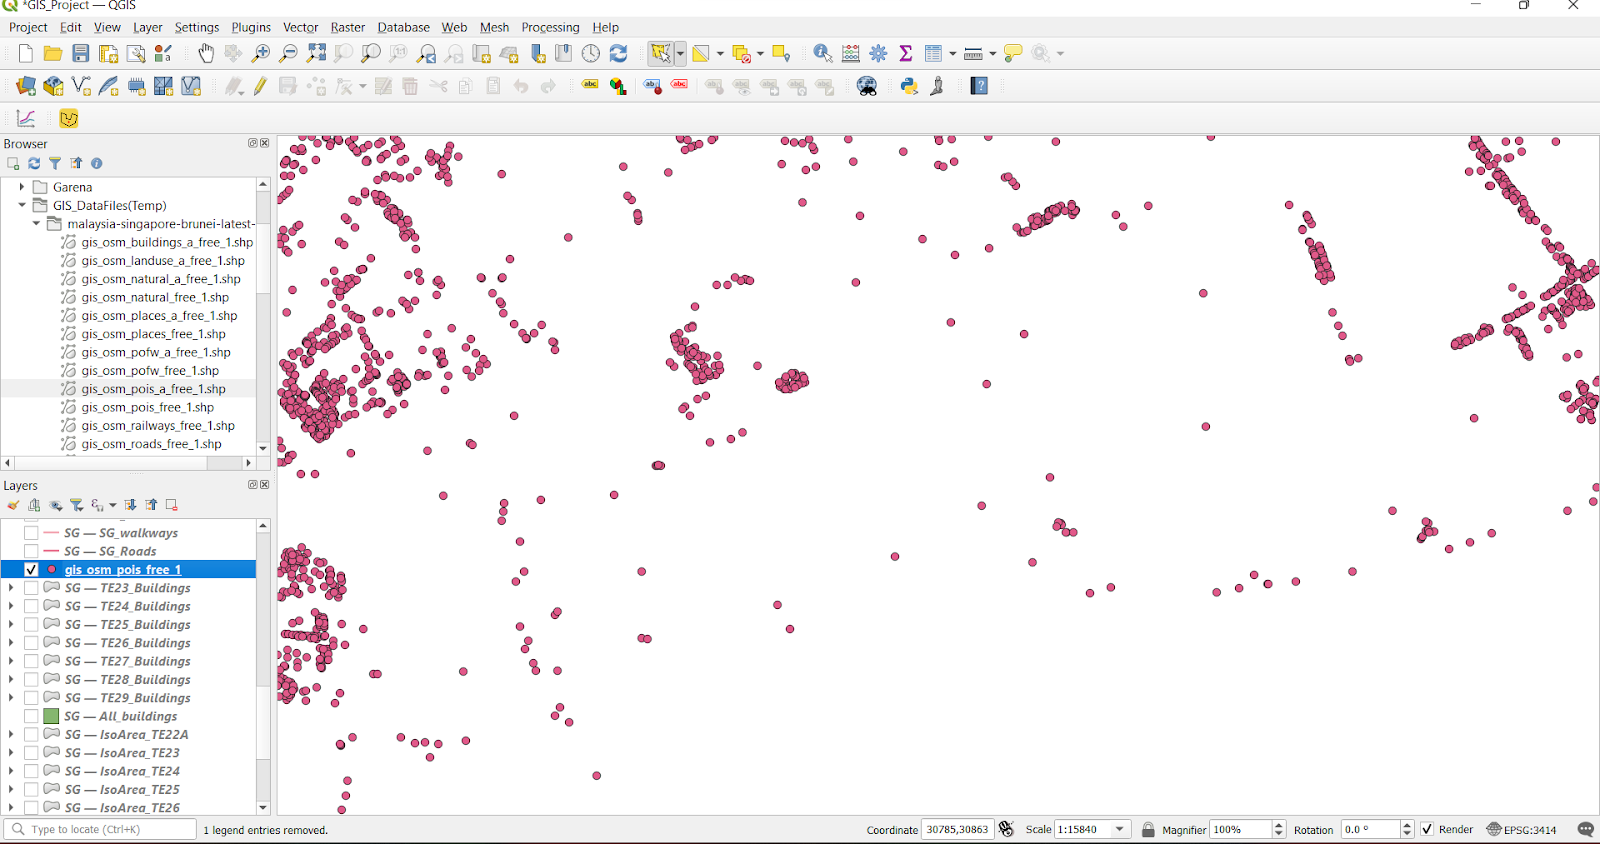 *GIS_Project — QGIS
Project Edit View Layer Settings Plugins Vector Raster Database Web Mesh Processing Help
Browser
Garena
GIS_DataFiles(Temp)
malaysia-singapore-brunei-latest-
gis_osm_buildings_a_free_1.shp
gis_osm_landuse_a_free_1.shp
gis_osm_natural_a_free_1.shp
gis_osm_natural_free_1.shp
gis_osm_places_a_free_1.shp
gis_osm_places_free_1.shp
gis_osm_pofw_a_free_1.shp
gis_osm_pofw_free_1.shp
gis_osm_pois_a_free_1.shp
gis_osm_pois_free_1.shp
gis_osm_railways_free_1.shp
gis_osm_roads_free_1.shp
Layers
SG — SG_walkways
SG — SG_Roads
gis_osm_pois_free_1
SG — TE23_Buildings
SG — TE24_Buildings
SG — TE25_Buildings
SG — TE26_Buildings
SG — TE27_Buildings
SG — TE28_Buildings
SG — TE29_Buildings
SG — All_buildings
SG — IsoArea_TE22A
SG — IsoArea_TE23
SG — IsoArea_TE24
SG — IsoArea_TE25
SG — IsoArea_TE26
Type to locate (Ctrl+K) 1 legend entries removed. Coordinate 30785,30863 Scale 1:15840 Magnifier 100% Rotation 0.0 ° Render EPSG:3414